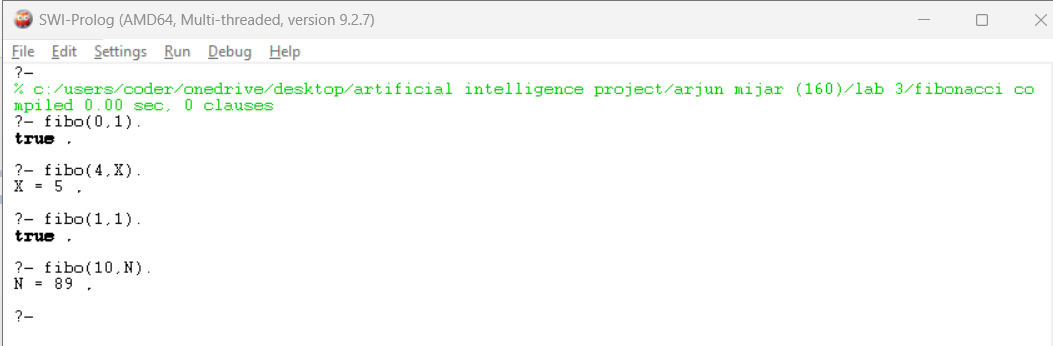 SWI-Prolog (AMD64, Multi-threaded, version 9.2.7)
File Edit Settings Run Debug Help
?-
% c:/users/coder/onedrive/desktop/artificial intelligence project/arjun mijar (160)/lab 3/fibonacci co
mpiled 0.00 sec, 0 clauses
?- fibo(0,1).
true .
?- fibo(4,X).
X = 5 .
?- fibo(1,1).
true .
?- fibo(10,N).
N = 89 .
?-